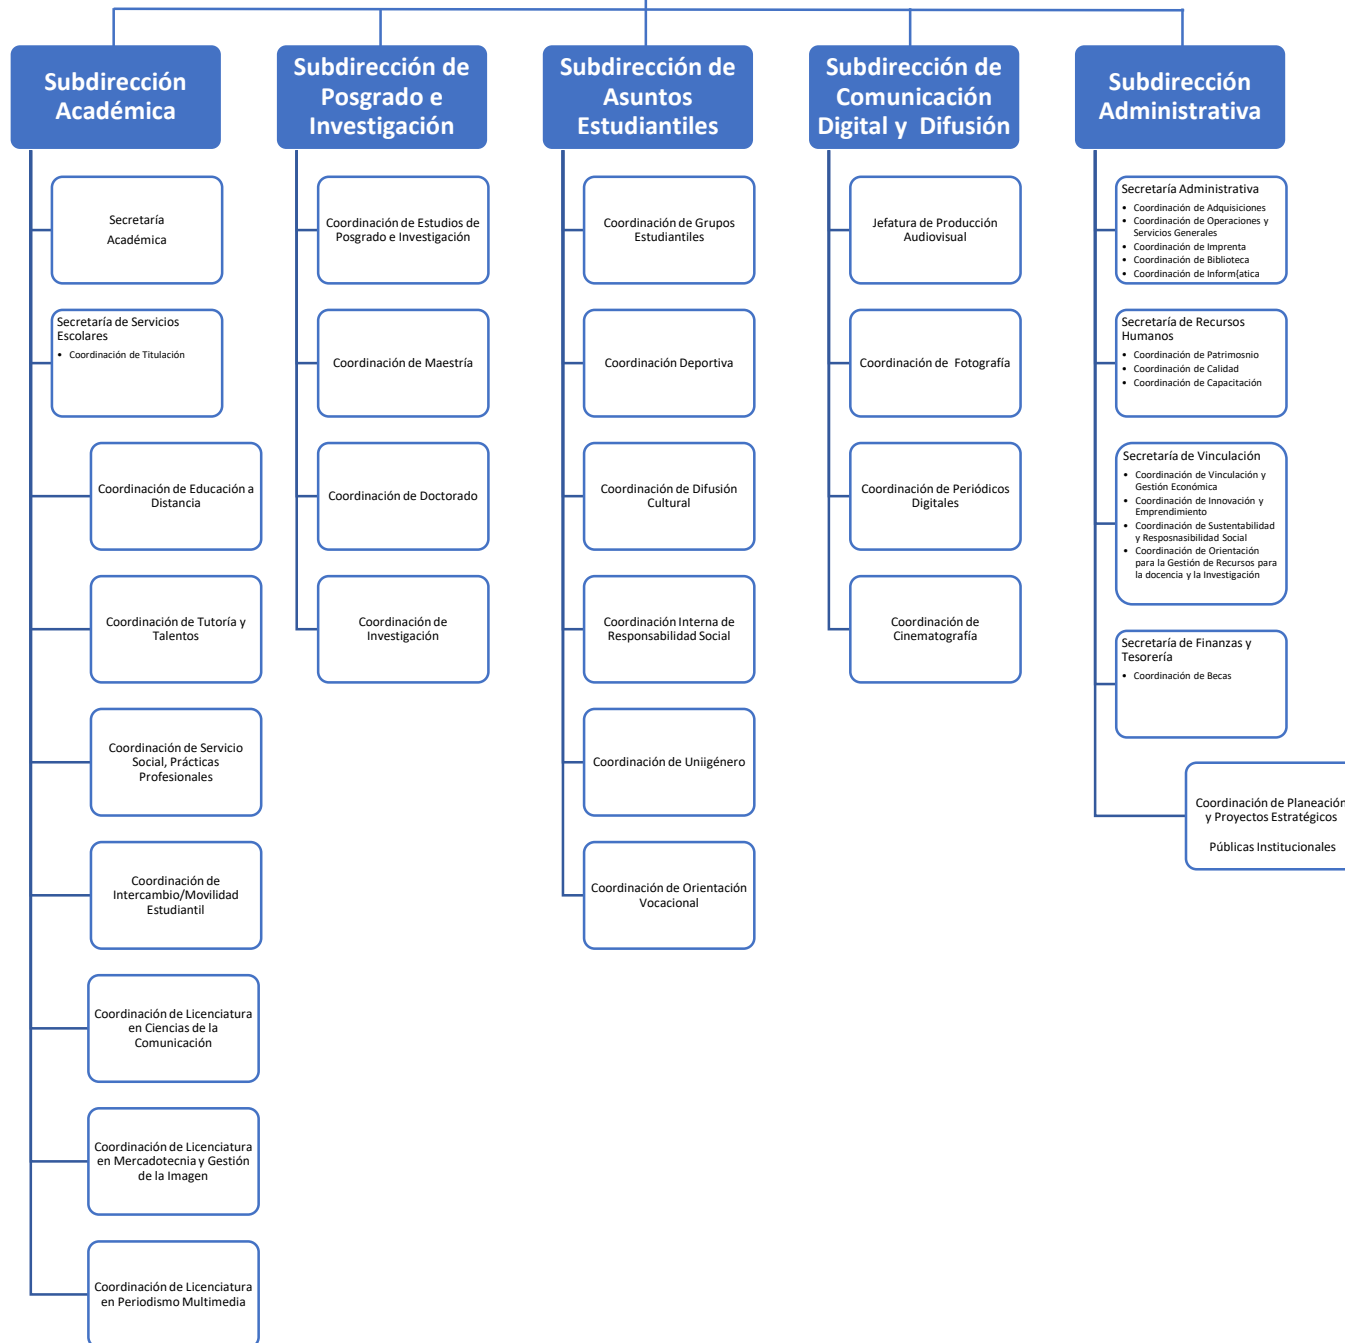 Subdirección
Académica
Secretaría
Académica
Secretaría de Servicios
Escolares
• Coordinación de Titulación
Coordinación de Educación a
Distancia
Coordinación de Tutoría y
Talentos
Coordinación de Servicio
Social, Prácticas
Profesionales
Coordinación de
Intercambio/Movilidad
Estudiantil
Coordinación de Licenciatura
en Ciencias de la
Comunicación
Coordinación de Licenciatura
en Mercadotecnia y Gestión
de la Imagen
Coordinación de Licenciatura
en Periodismo Multimedia
Subdirección de
Posgrado e
Investigación
Coordinación de Estudios de
Posgrado e Investigación
Coordinación de Maestría
Coordinación de Doctorado
Coordinación de
Investigación
Subdirección de
Asuntos
Estudiantiles
Coordinación de Grupos
Estudiantiles
Coordinación Deportiva
Coordinación de Difusión
Cultural
Coordinación Interna de
Responsabilidad Social
Coordinación de Uniigénero
Coordinación de Orientación
Vocacional
Subdirección de
Comunicación
Digital y Difusión
Jefatura de Producción
Audiovisual
Coordinación de Fotografía
Coordinación de Periódicos
Digitales
Coordinación de
Cinematografía
Subdirección
Administrativa
Secretaría Administrativa
• Coordinación de Adquisiciones
• Coordinación de Operaciones y
Servicios Generales
• Coordinación de Imprenta
• Coordinación de Biblioteca
• Coordinación de Inform{atica
Secretaría de Recursos
Humanos
• Coordinación de Patrimosnio
• Coordinación de Calidad
• Coordinación de Capacitación
Secretaría de Vinculación
• Coordinación de Vinculación y
Gestión Económica
• Coordinación de Innovación y
Emprendimiento
• Coordinación de Sustentabilidad
y Resposnasibilidad Social
• Coordinación de Orientación
para la Gestión de Recursos para
la docencia y la Investigación
Secretaría de Finanzas y
Tesorería
• Coordinación de Becas
Coordinación de Planeación
y Proyectos Estratégicos
Públicas Institucionales